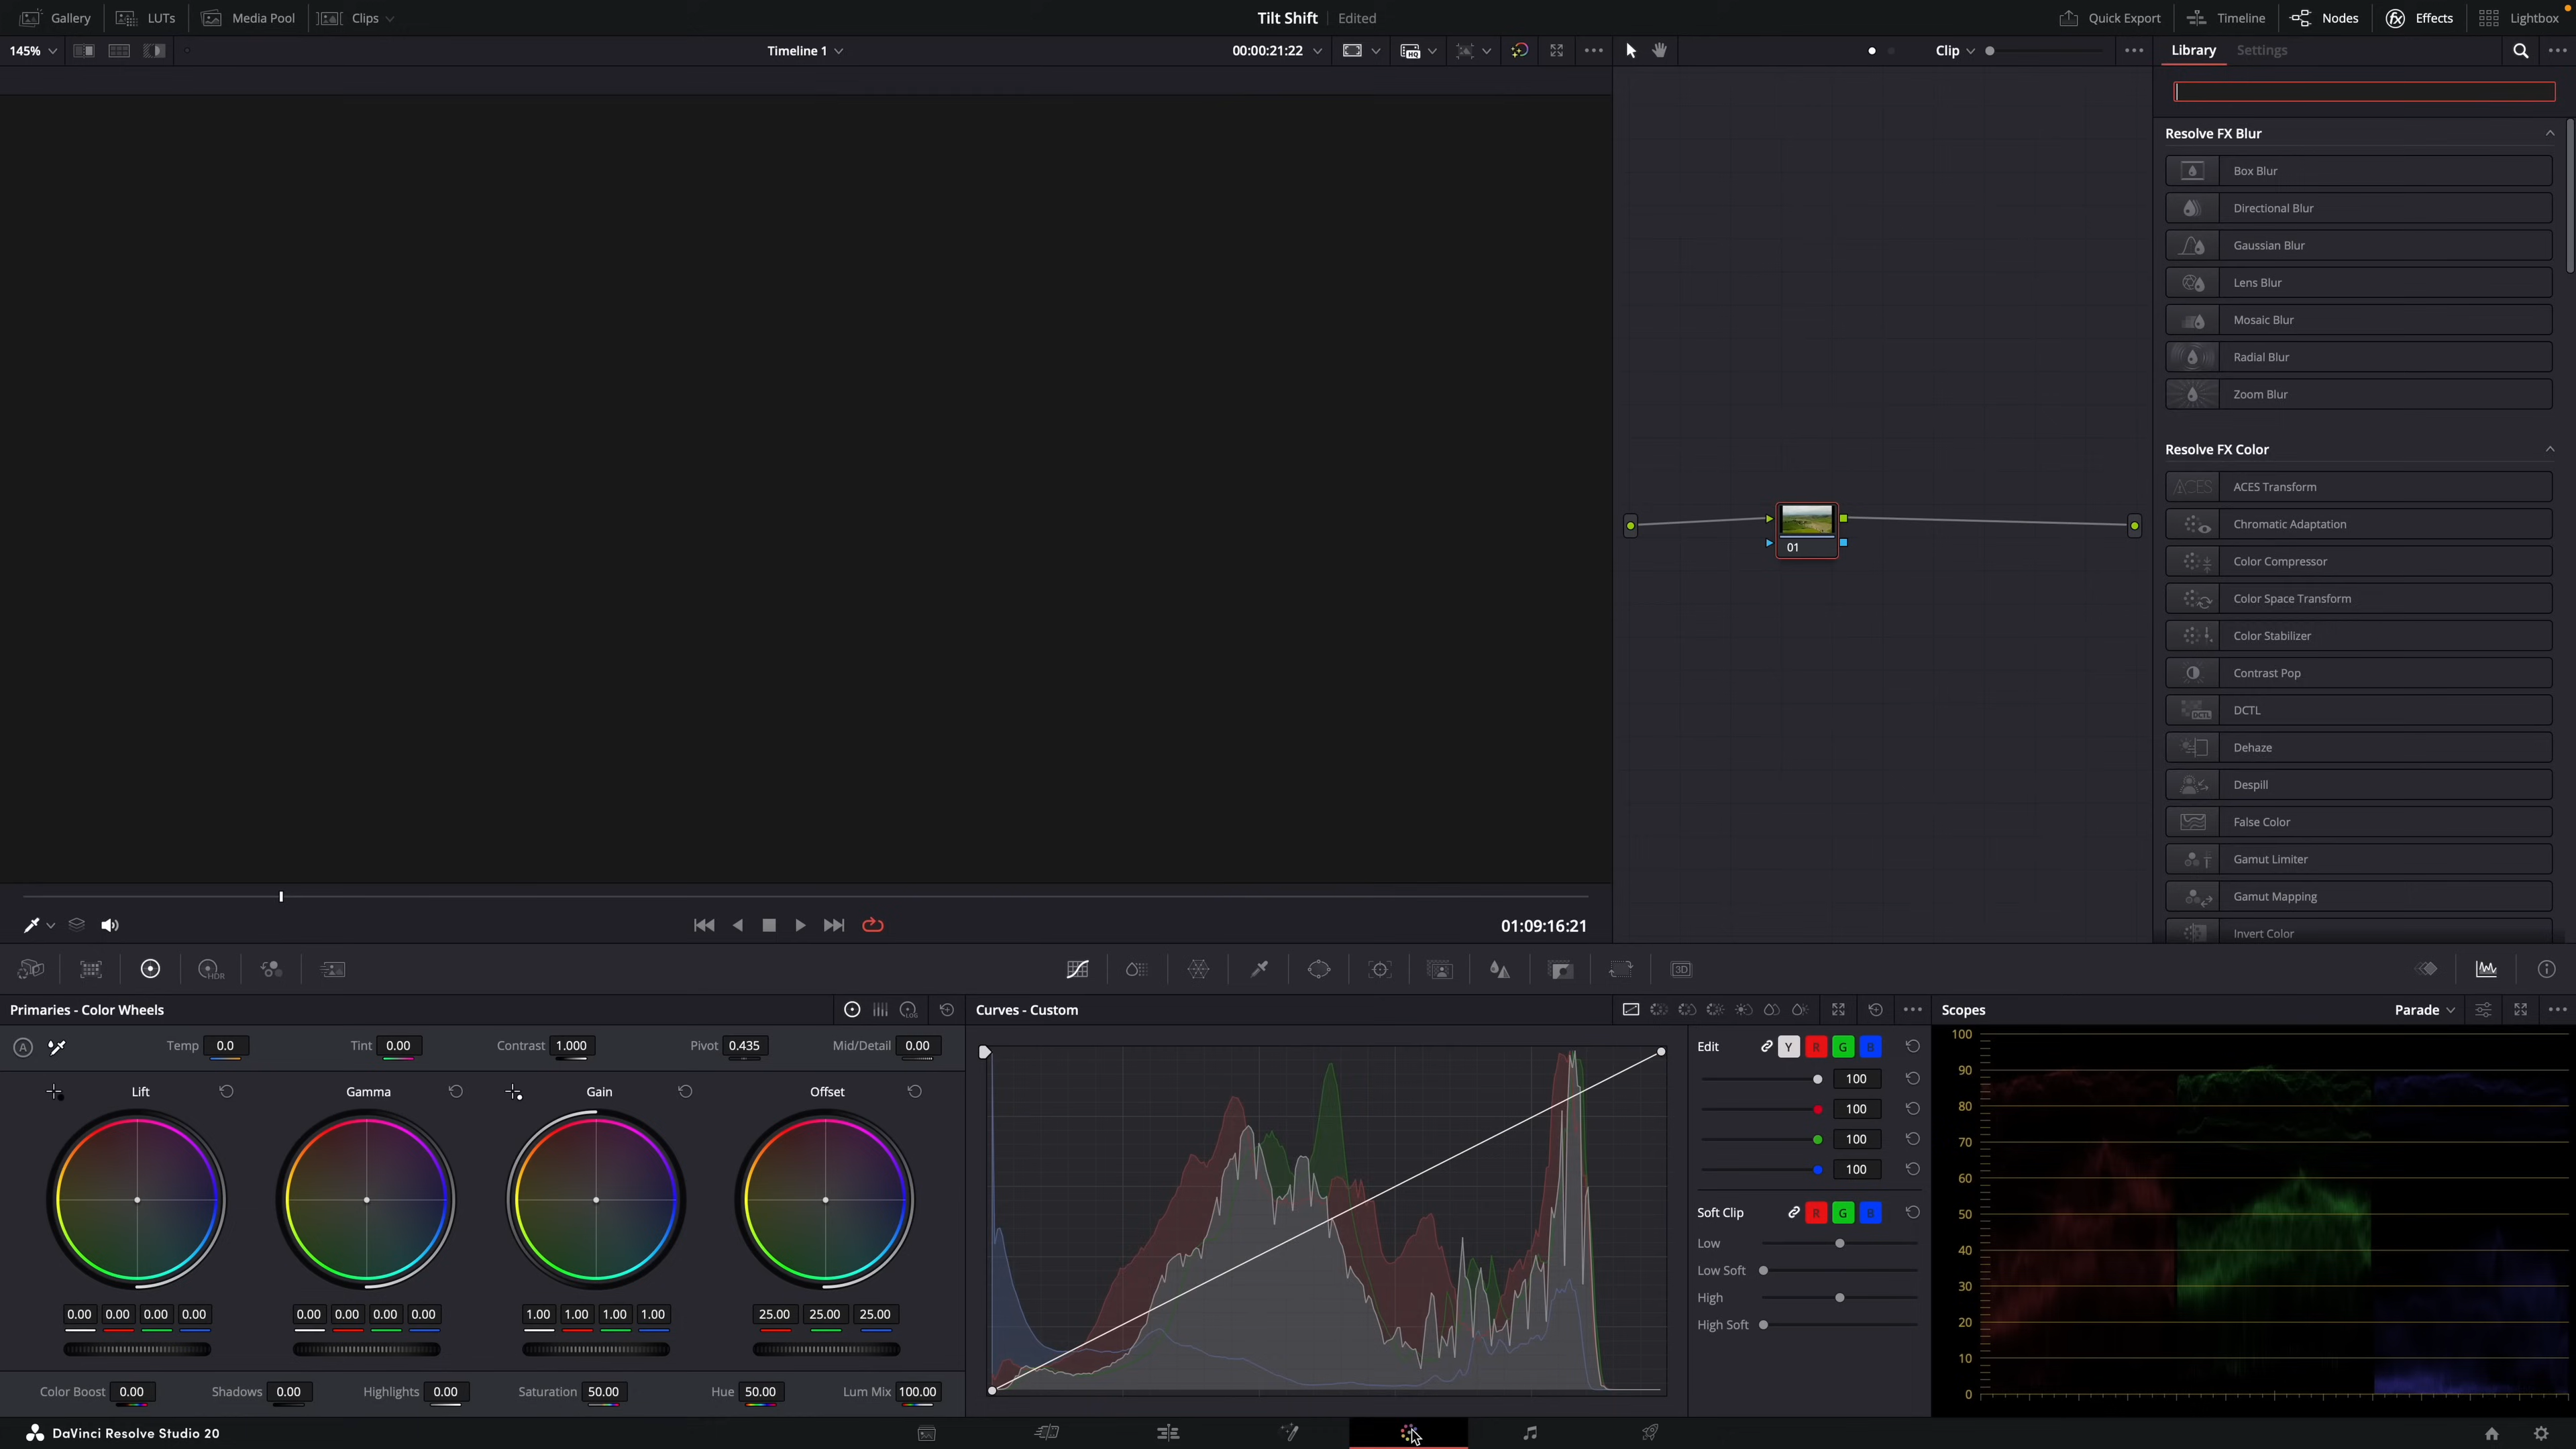 Gallery LUTs Media Pool Clips Tilt Shift Edited Quick Export Timeline Nodes Effects Lightbox
145% Timeline 1 00:00:21:22 HQ Clip Library Settings
Resolve FX Blur
Box Blur
Directional Blur
Gaussian Blur
Lens Blur
Mosaic Blur
Radial Blur
Zoom Blur
Resolve FX Color
ACES ACES Transform
Chromatic Adaptation
01
Color Compressor
Color Space Transform
Color Stabilizer
Contrast Pop
DCTL DCTL
Dehaze
Despill
False Color
Gamut Limiter
Gamut Mapping
Invert Color
01:09:16:21
HDR 3D
Primaries - Color Wheels LOG Curves - Custom Scopes Parade
A Temp 0.0 Tint 0.00 Contrast 1.000 Pivot 0.435 Mid/Detail 0.00 Edit Y R G B
Lift Gamma Gain Offset
100
100
100
100
Soft Clip R G B
Low
Low Soft
High
High Soft
0.00 0.00 0.00 0.00 0.00 0.00 0.00 0.00 1.00 1.00 1.00 1.00 25.00 25.00 25.00
Color Boost 0.00 Shadows 0.00 Highlights 0.00 Saturation 50.00 Hue 50.00 Lum Mix 100.00
100
90
80
70
60
50
40
30
20
10
0
DaVinci Resolve Studio 20